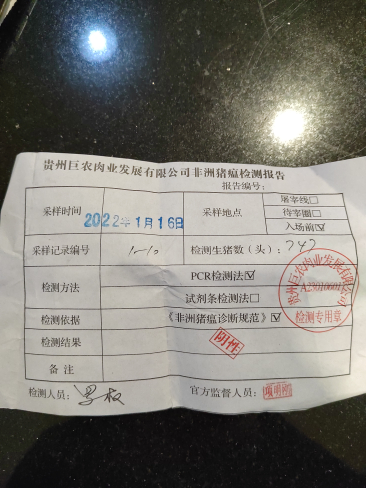 贵州巨农肉业发展有限公司非洲猪瘟检测报告
报告编号：
采样时间 2022年1月16日 采样地点 屠宰线□
待宰圈□
入场前☑
采样记录编号 1-10 检测生猪数（头）：742
检测方法 PCR检测法☑
试剂条检测法□
检测依据 《非洲猪瘟诊断规范》☑
检测结果 阴性
备 注
贵州巨农肉业发展有限公司
A230100601
检测专用章
检测人员： 官方监督人员：